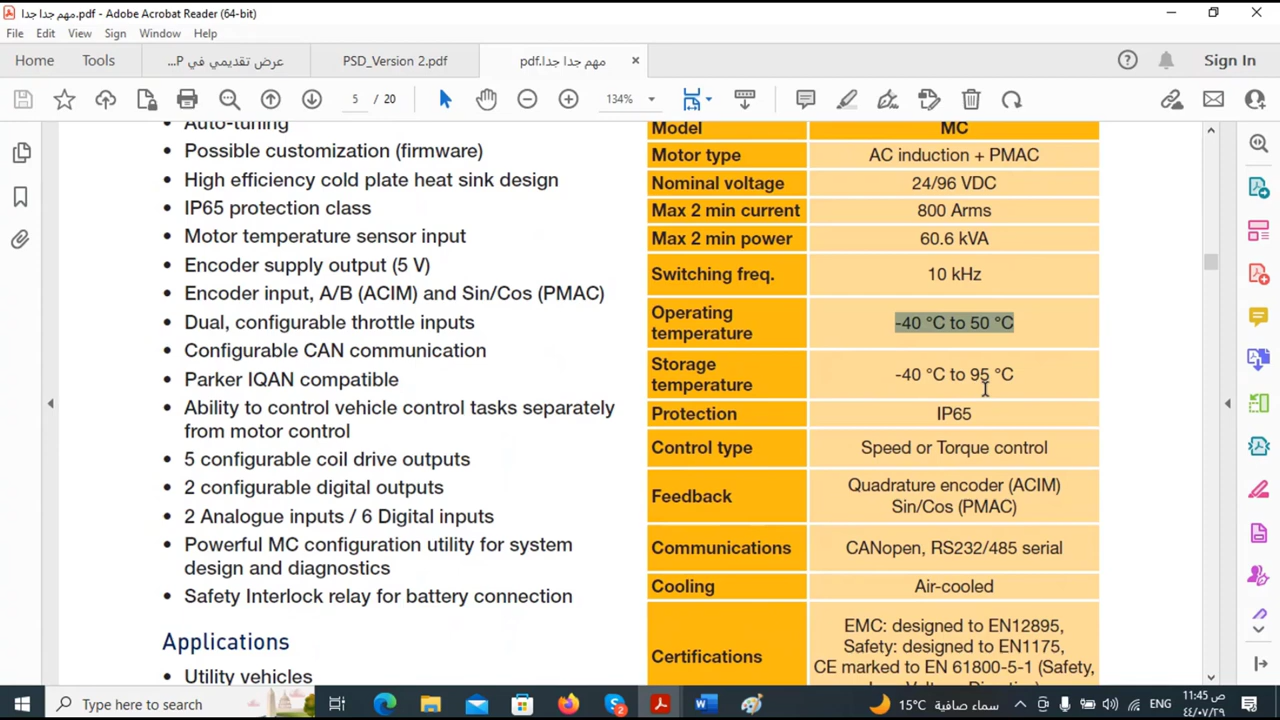 مهم جدا جدا.pdf - Adobe Acrobat Reader (64-bit)
File Edit View Sign Window Help
Home Tools عرض تقديمي في P... PSD_Version 2.pdf مهم جدا جدا.pdf × Sign In
5 / 20 134%
Auto-tuning
• Possible customization (firmware)
• High efficiency cold plate heat sink design
• IP65 protection class
• Motor temperature sensor input
• Encoder supply output (5 V)
• Encoder input, A/B (ACIM) and Sin/Cos (PMAC)
• Dual, configurable throttle inputs
• Configurable CAN communication
• Parker IQAN compatible
• Ability to control vehicle control tasks separately
from motor control
• 5 configurable coil drive outputs
• 2 configurable digital outputs
• 2 Analogue inputs / 6 Digital inputs
• Powerful MC configuration utility for system
design and diagnostics
• Safety Interlock relay for battery connection
Applications
• Utility vehicles
Model MC
Motor type AC induction + PMAC
Nominal voltage 24/96 VDC
Max 2 min current 800 Arms
Max 2 min power 60.6 kVA
Switching freq. 10 kHz
Operating
temperature -40 °C to 50 °C
Storage
temperature -40 °C to 95 °C
Protection IP65
Control type Speed or Torque control
Feedback Quadrature encoder (ACIM)
Sin/Cos (PMAC)
Communications CANopen, RS232/485 serial
Cooling Air-cooled
Certifications EMC: designed to EN12895,
Safety: designed to EN1175,
CE marked to EN 61800-5-1 (Safety,
Type here to search
15°C سماء صافية ENG 11:45 ص
٤٤/٠٧/٢٩